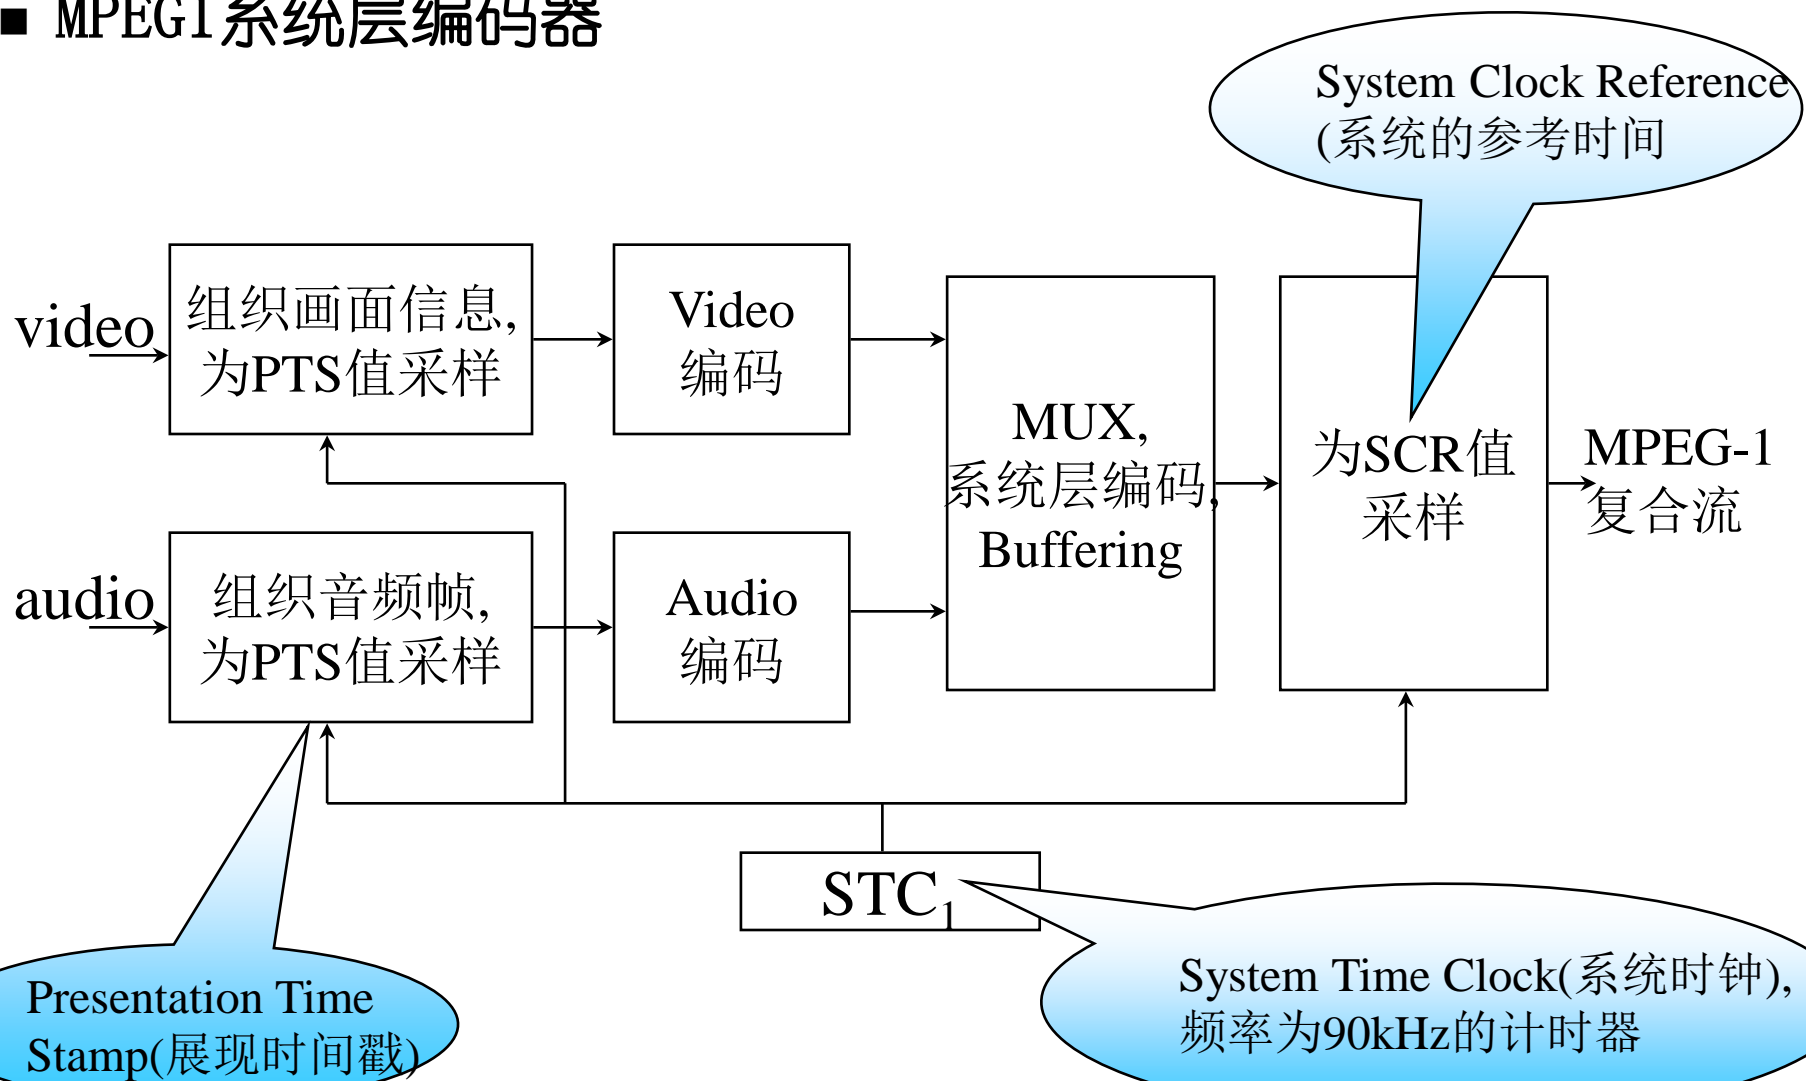 ■ MPEG1系统层编码器
System Clock Reference
(系统的参考时间
video
组织画面信息,
为PTS值采样
Video
编码
audio
组织音频帧,
为PTS值采样
Audio
编码
MUX,
系统层编码,
Buffering
为SCR值
采样
MPEG-1
复合流
STC1
Presentation Time
Stamp(展现时间戳)
System Time Clock(系统时钟),
频率为90kHz的计时器